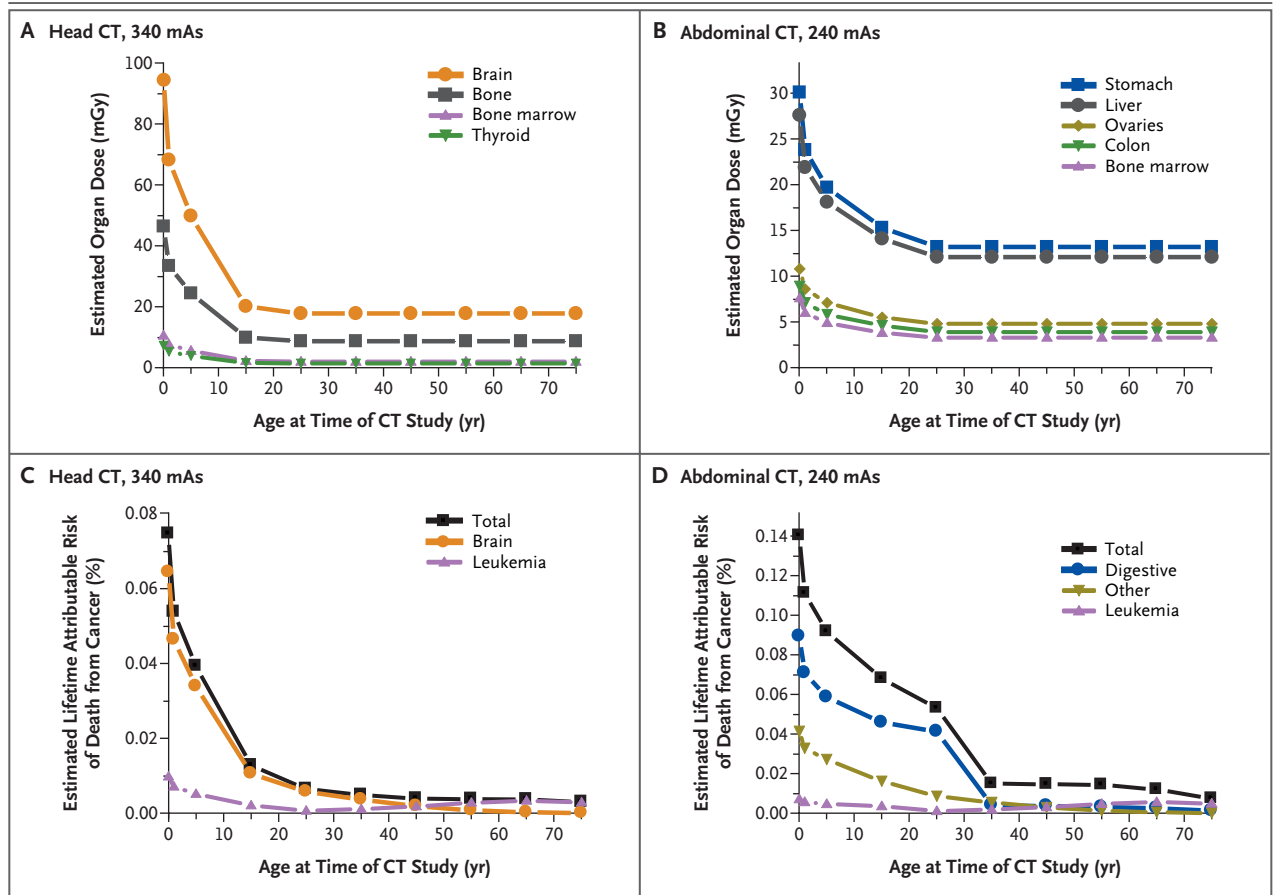 A Head CT, 340 mAs
Estimated Organ Dose (mGy)
100
80
60
40
20
0
Brain
Bone
Bone marrow
Thyroid
0 10 20 30 40 50 60 70
Age at Time of CT Study (yr)
B Abdominal CT, 240 mAs
Estimated Organ Dose (mGy)
30
25
20
15
10
5
0
Stomach
Liver
Ovaries
Colon
Bone marrow
0 10 20 30 40 50 60 70
Age at Time of CT Study (yr)
C Head CT, 340 mAs
Estimated Lifetime Attributable Risk
of Death from Cancer (%)
0.08
0.06
0.04
0.02
0.00
Total
Brain
Leukemia
0 10 20 30 40 50 60 70
Age at Time of CT Study (yr)
D Abdominal CT, 240 mAs
Estimated Lifetime Attributable Risk
of Death from Cancer (%)
0.14
0.12
0.10
0.08
0.06
0.04
0.02
0.00
Total
Digestive
Other
Leukemia
0 10 20 30 40 50 60 70
Age at Time of CT Study (yr)